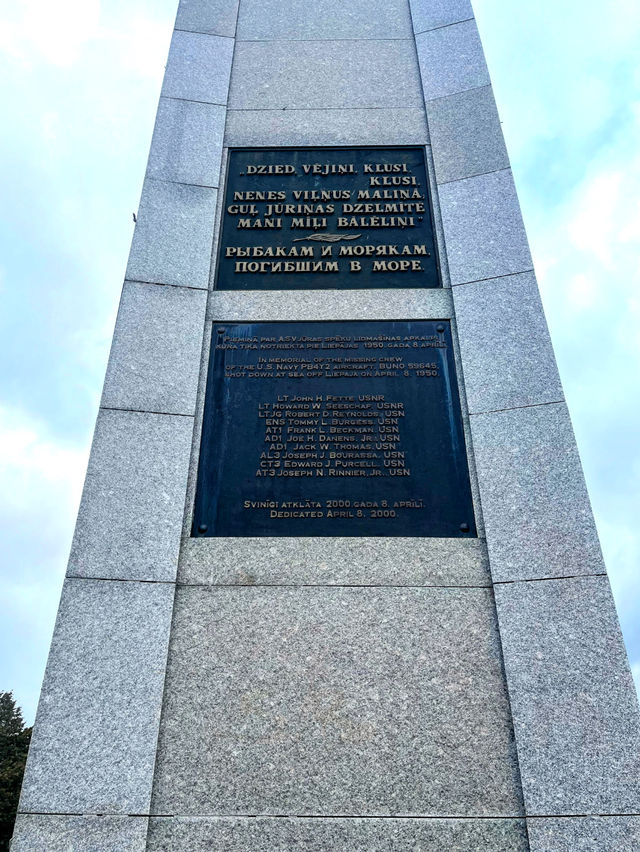 „DZIED, VĒJIŅI, KLUSI,
KLUSI,
NENES VIĻŅUS MALIŅĀ,
GUĻ JŪRIŅAS DZELMĪTĒ
MANI MĪĻI BĀLĒLIŅI”
РЫБАКАМ И МОРЯКАМ,
ПОГИБШИМ В МОРЕ.
PIEMIŅA PAR ASV JŪRAS SPĒKU LIDMAŠĪNAS APKALPI,
KURA TIKA NOTRIEKTA PIE LIEPĀJAS 1950. GADA 8. APRĪLĪ.
IN MEMORIAL OF THE MISSING CREW
OF THE U.S. NAVY PB4Y2 AIRCRAFT, BUNO 59645,
SHOT DOWN AT SEA OFF LIEPAJA ON APRIL 8, 1950.
LT JOHN H. FETTE USNR
LT HOWARD W. SEESCHAF, USNR
LTJG ROBERT D. REYNOLDS, USN
ENS TOMMY L. BURGESS, USN
AT1 FRANK L. BECKMAN, USN
AD1 JOE H. DANENS, JR., USN
AD1 JACK W. THOMAS, USN
AL3 JOSEPH J. BOURASSA, USN
CT3 EDWARD J. PURCELL, USN
AT3 JOSEPH N. RINNIER, JR., USN
SVINĪGI ATKLĀTA 2000. GADA 8. APRĪLĪ.
DEDICATED APRIL 8, 2000.